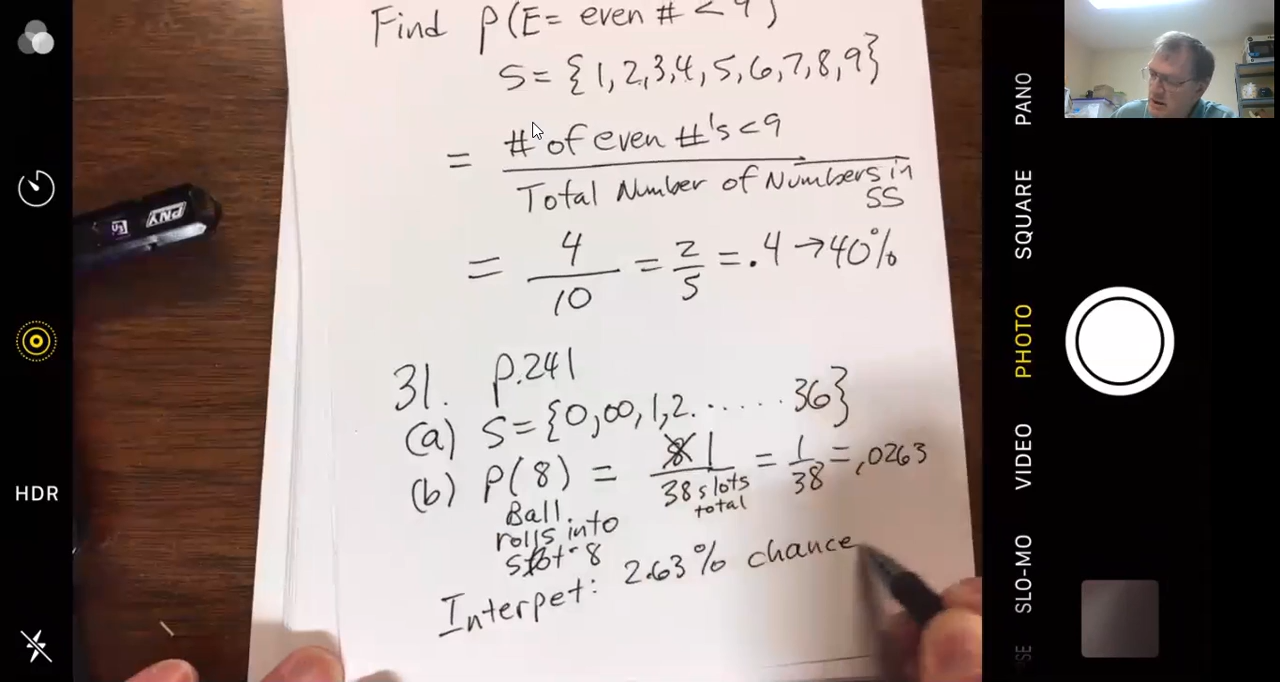 Find P(E= even # < 9)
S = {1,2,3,4,5,6,7,8,9}
= # of even #'s < 9
Total Number of Numbers in
SS
= 4/10 = 2/5 = .4 → 40%
31. P.241
(a) S = {0,00,1,2.......36}
(b) P(8) = 1/38 slots total = 1/38 = .0263
Ball
rolls into
slot 8
Interpet: 2.63% chance
PNY
HDR
PANO
SQUARE
PHOTO
VIDEO
SLO-MO
SE